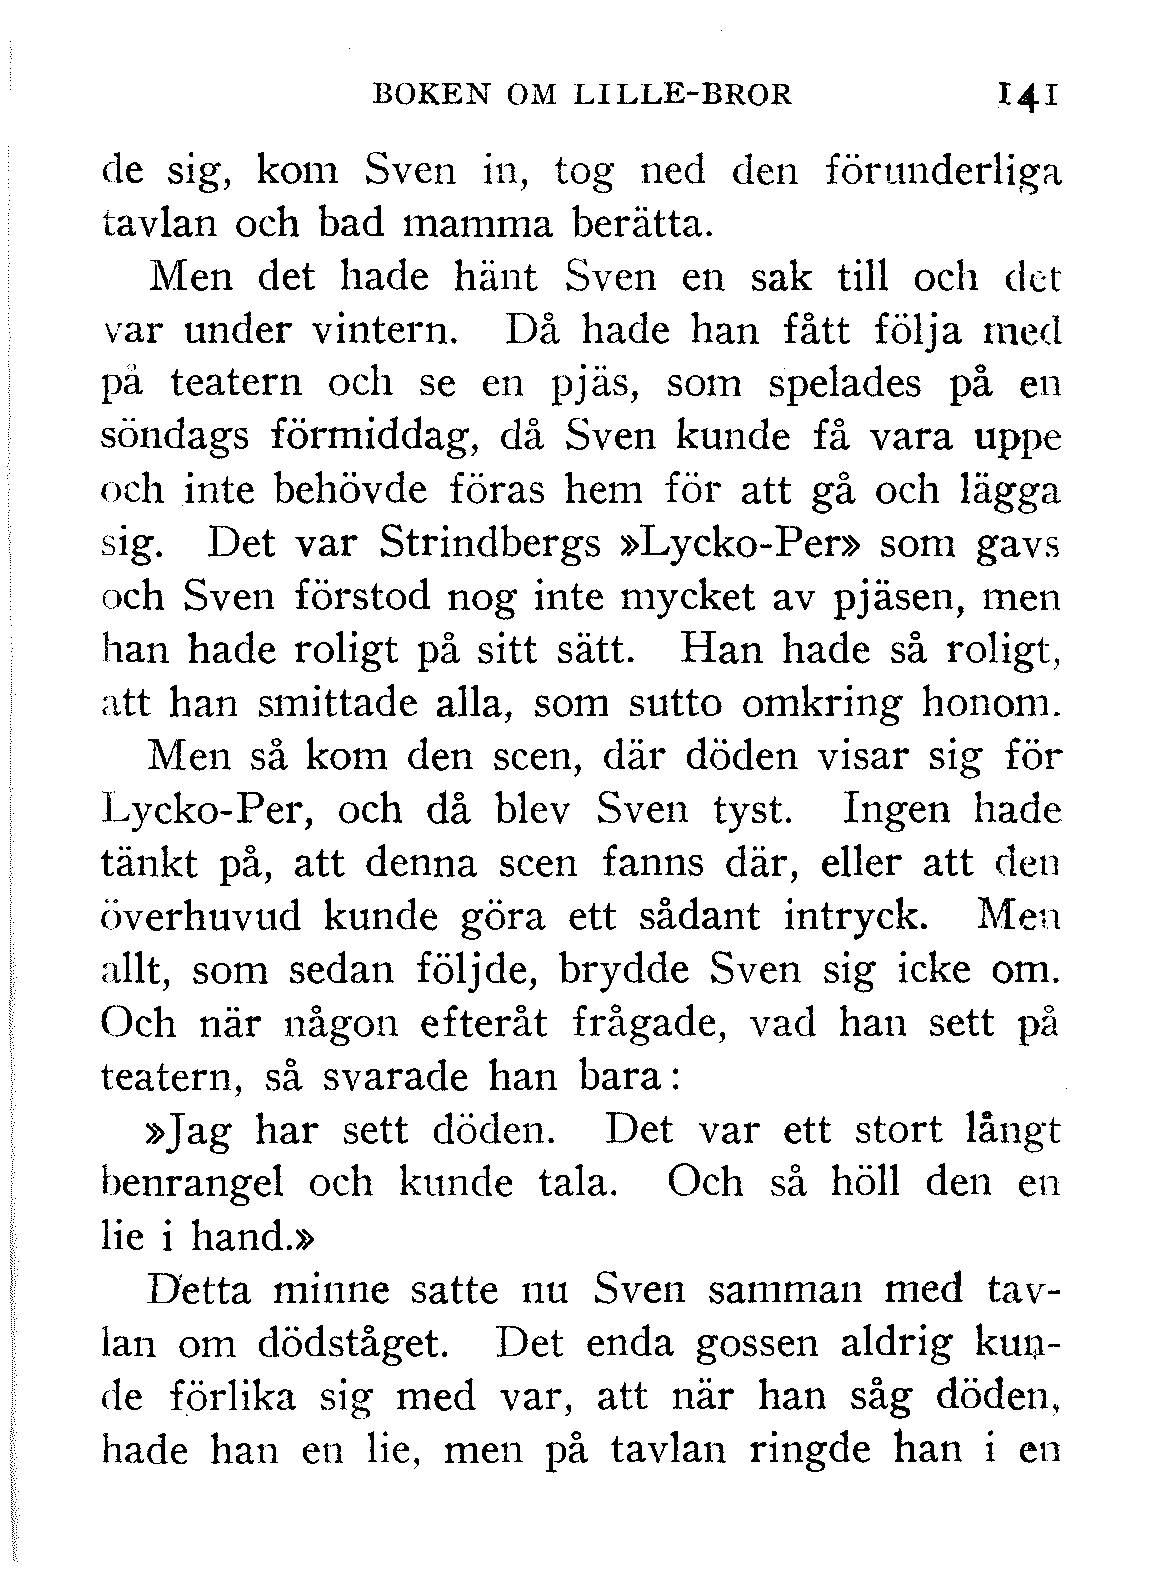 BOKEN OM LILLE-BROR 141
de sig, kom Sven in, tog ned den förunderliga
tavlan och bad mamma berätta.
Men det hade hänt Sven en sak till och det
var under vintern. Då hade han fått följa med
på teatern och se en pjäs, som spelades på en
söndags förmiddag, då Sven kunde få vara uppe
och inte behövde föras hem för att gå och lägga
sig. Det var Strindbergs »Lycko-Per» som gavs
och Sven förstod nog inte mycket av pjäsen, men
han hade roligt på sitt sätt. Han hade så roligt,
att han smittade alla, som sutto omkring honom.
Men så kom den scen, där döden visar sig för
Lycko-Per, och då blev Sven tyst. Ingen hade
tänkt på, att denna scen fanns där, eller att den
överhuvud kunde göra ett sådant intryck. Men
allt, som sedan följde, brydde Sven sig icke om.
Och när någon efteråt frågade, vad han sett på
teatern, så svarade han bara:
»Jag har sett döden. Det var ett stort långt
benrangel och kunde tala. Och så höll den en
lie i hand.»
Detta minne satte nu Sven samman med tav-
lan om dödståget. Det enda gossen aldrig kun-
de förlika sig med var, att när han såg döden,
hade han en lie, men på tavlan ringde han i en